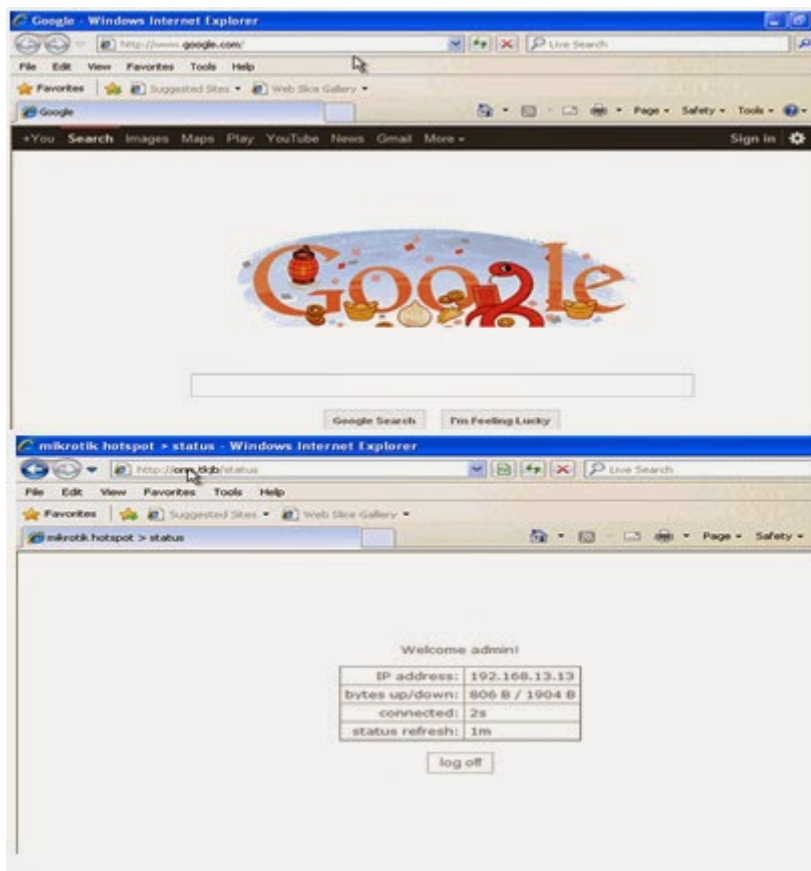 Google - Windows Internet Explorer
http://www.google.com/
Live Search
File Edit View Favorites Tools Help
Favorites Suggested Sites Web Slice Gallery
Google
Page Safety Tools
+You Search Images Maps Play YouTube News Gmail More
Sign in
Google
Google Search I'm Feeling Lucky
mikrotik hotspot > status - Windows Internet Explorer
/status
Live Search
File Edit View Favorites Tools Help
Favorites Suggested Sites Web Slice Gallery
mikrotik hotspot > status
Page Safety
Welcome admin!
IP address: 192.168.13.13
bytes up/down: 806 B / 1904 B
connected: 2s
status refresh: 1m
log off